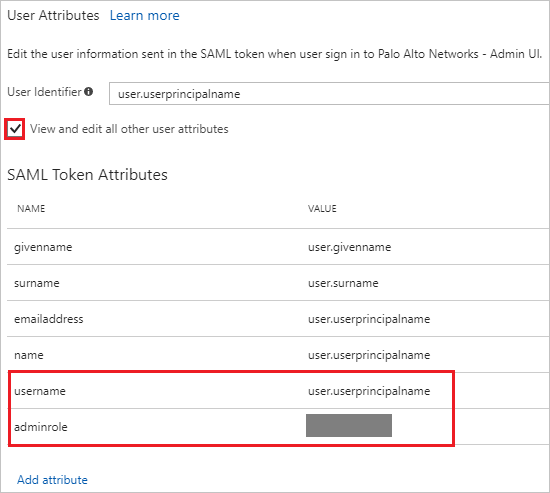 User Attributes Learn more
Edit the user information sent in the SAML token when user sign in to Palo Alto Networks - Admin UI.
User Identifier user.userprincipalname
View and edit all other user attributes
SAML Token Attributes
NAME VALUE
givenname user.givenname
surname user.surname
emailaddress user.userprincipalname
name user.userprincipalname
username user.userprincipalname
adminrole
Add attribute